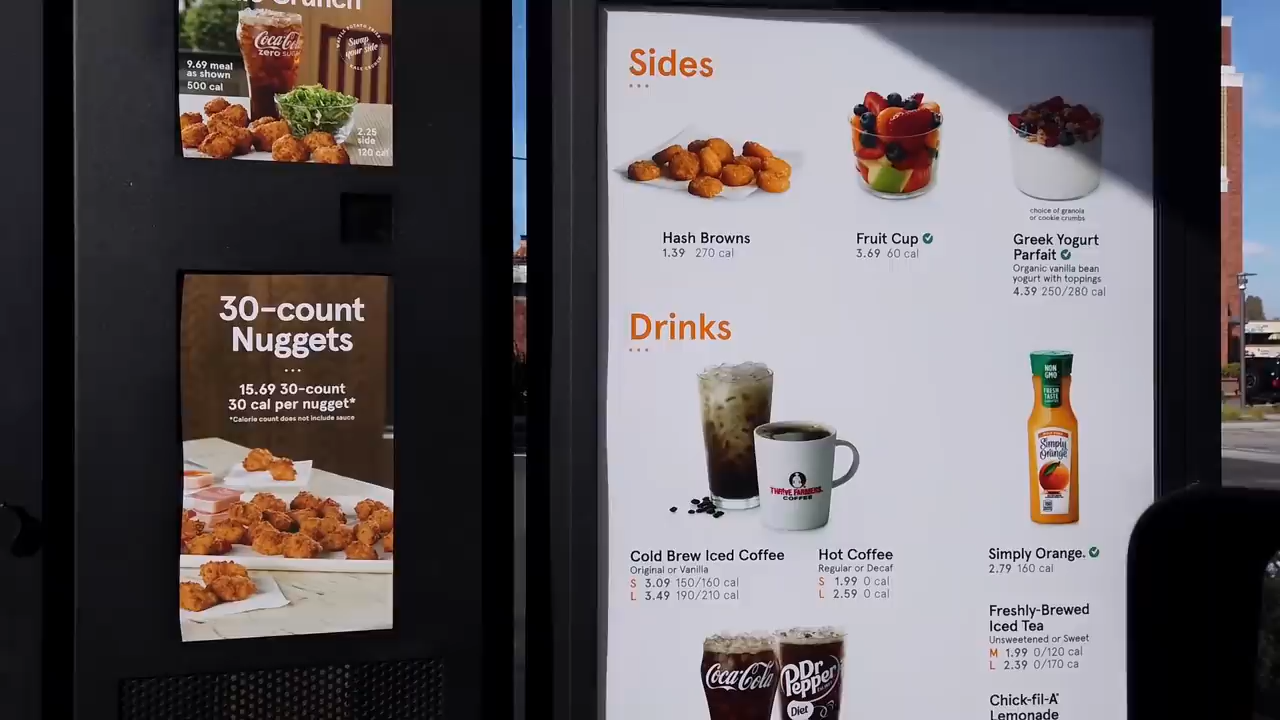 Crunch
Coca-Cola
zero sugar
Swap
your side
9.69 meal
as shown
500 cal
2.25
side
120 cal
30-count
Nuggets
15.69 30-count
30 cal per nugget*
*Calorie count does not include sauce
Sides
choice of granola
or cookie crumbs
Hash Browns
1.39 270 cal
Fruit Cup
3.69 60 cal
Greek Yogurt
Parfait
Organic vanilla bean
yogurt with toppings
4.39 250/280 cal
Drinks
NON
GMO
FRESH
TASTE
Simply
Orange
THRIVE FARMERS
COFFEE
Cold Brew Iced Coffee
Original or Vanilla
S 3.09 150/160 cal
L 3.49 190/210 cal
Hot Coffee
Regular or Decaf
S 1.99 0 cal
L 2.59 0 cal
Simply Orange.
2.79 160 cal
Freshly-Brewed
Iced Tea
Unsweetened or Sweet
M 1.99 0/120 cal
L 2.39 0/170 ca
Coca-Cola
Dr
Pepper
Diet
Chick-fil-A
Lemonade